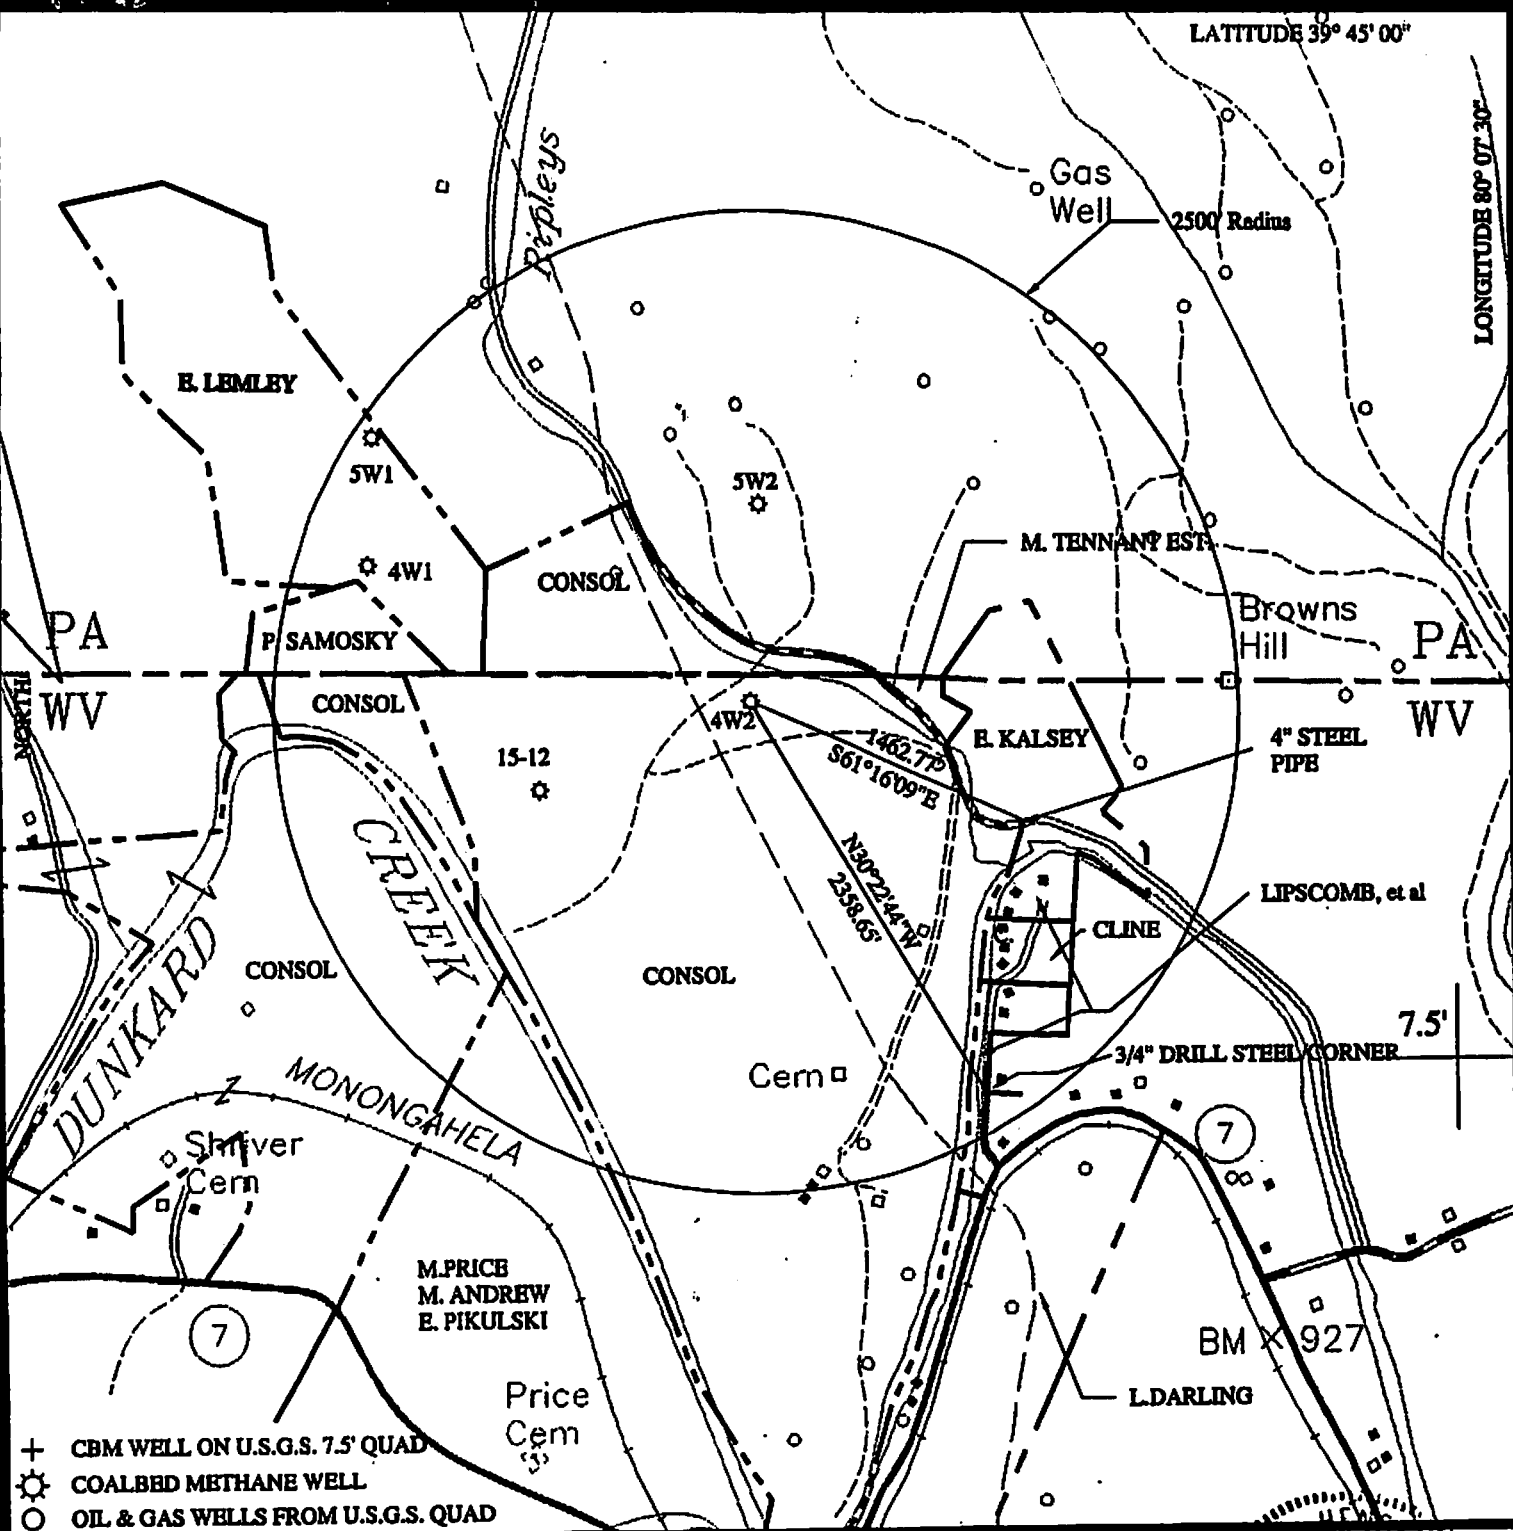 LATITUDE 39° 45' 00"
LONGITUDE 80° 07' 30"
Pipleys
Gas
Well
2500' Radius
E. LEMLEY
5W1
5W2
4W1
CONSOL
M. TENNANT EST.
P. SAMOSKY
Browns
Hill
PA
PA
WV
WV
NORTH
CONSOL
4W2
15-12
1462.77'
S61°16'09"E
E. KALSEY
4" STEEL
PIPE
CREEK
N30°22'44"W
2358.65'
LIPSCOMB, et al
CLINE
CONSOL
CONSOL
DUNKARD
7.5'
3/4" DRILL STEEL CORNER
Cem
MONONGAHELA
Shriver
Cem
7
M.PRICE
M. ANDREW
E. PIKULSKI
7
BM X 927
Price
Cem
L.DARLING
+ CBM WELL ON U.S.G.S. 7.5' QUAD
COALBED METHANE WELL
OIL & GAS WELLS FROM U.S.G.S. QUAD